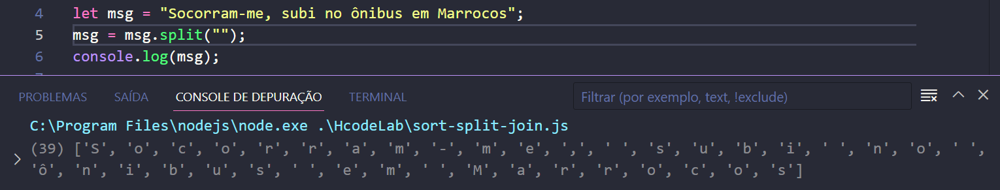 4 let msg = "Socorram-me, subi no ônibus em Marrocos";
5 msg = msg.split("");
6 console.log(msg);
PROBLEMAS SAÍDA CONSOLE DE DEPURAÇÃO TERMINAL Filtrar (por exemplo, text, !exclude)
C:\Program Files\nodejs\node.exe .\HcodeLab\sort-split-join.js
(39) ['S', 'o', 'c', 'o', 'r', 'r', 'a', 'm', '-', 'm', 'e', ',', ' ', 's', 'u', 'b', 'i', ' ', 'n', 'o', ' ',
'ô', 'n', 'i', 'b', 'u', 's', ' ', 'e', 'm', ' ', 'M', 'a', 'r', 'r', 'o', 'c', 'o', 's']